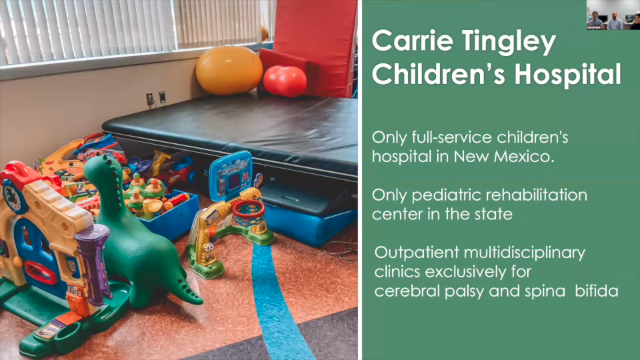 Carrie Tingley
Children's Hospital
Only full-service children's
hospital in New Mexico.
Only pediatric rehabilitation
center in the state
Outpatient multidisciplinary
clinics exclusively for
cerebral palsy and spina bifida